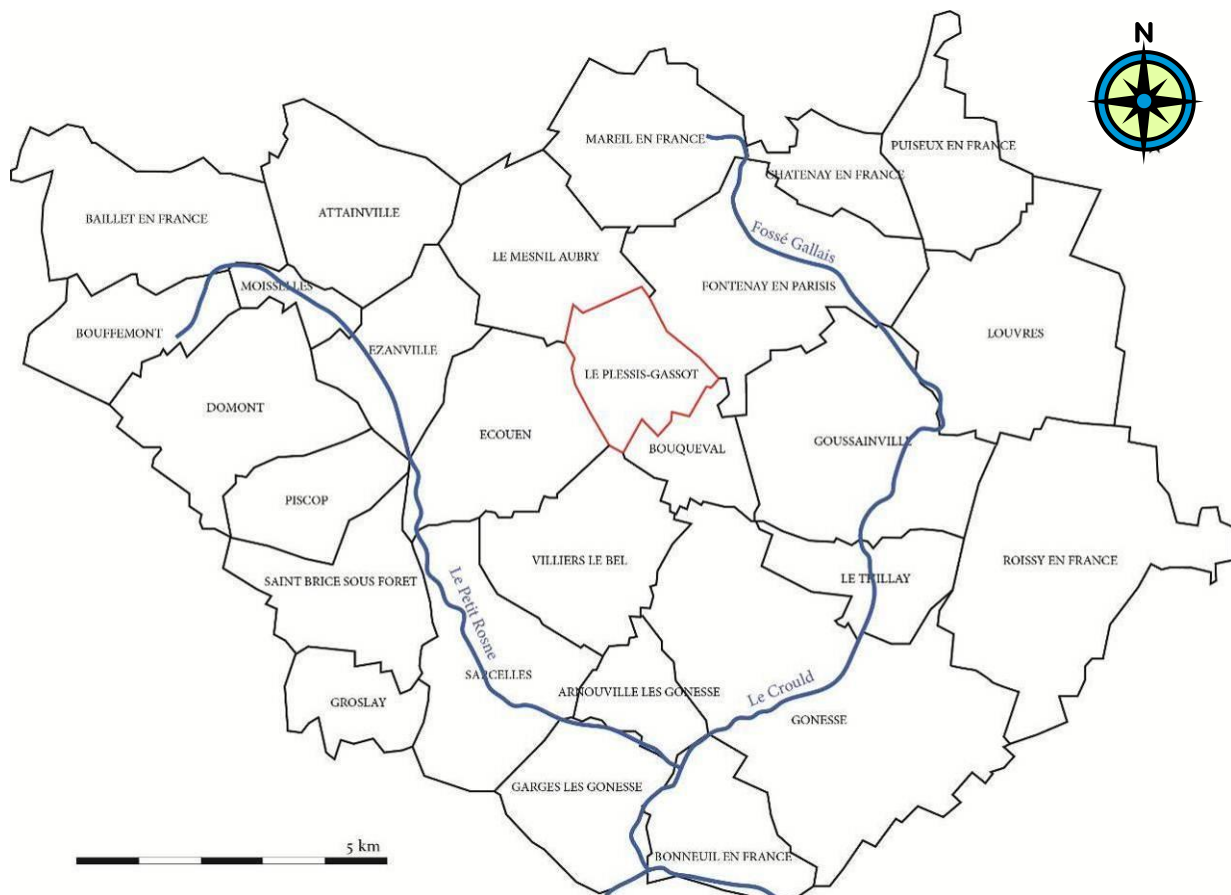 N
MAREIL EN FRANCE
PUISEUX EN FRANCE
CHATENAY EN FRANCE
BAILLET EN FRANCE
ATTAINVILLE
Fossé Gallais
LE MESNIL AUBRY
MOISSELLES
FONTENAY EN PARISIS
BOUFFEMONT
LOUVRES
EZANVILLE
LE PLESSIS-GASSOT
DOMONT
ECOUEN
BOUQUEVAL
GOUSSAINVILLE
PISCOP
VILLIERS LE BEL
ROISSY EN FRANCE
SAINT BRICE SOUS FORET
LE THILLAY
Le Petit Rosne
SARCELLES
ARNOUVILLE LES GONESSE
Le Crould
GROSLAY
GONESSE
GARGES LES GONESSE
5 km
BONNEUIL EN FRANCE